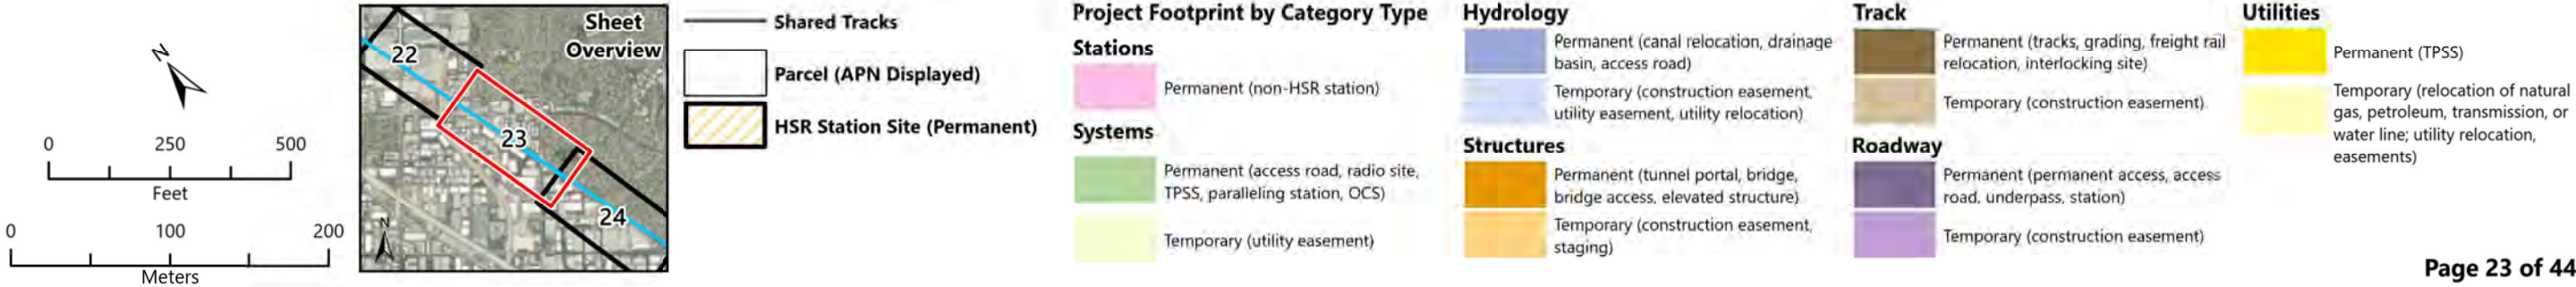 N
0 250 500
Feet
0 100 200
Meters
Sheet
Overview
22
23
24
N
Shared Tracks
Parcel (APN Displayed)
HSR Station Site (Permanent)
Project Footprint by Category Type
Stations
Permanent (non-HSR station)
Systems
Permanent (access road, radio site,
TPSS, paralleling station, OCS)
Temporary (utility easement)
Hydrology
Permanent (canal relocation, drainage
basin, access road)
Temporary (construction easement,
utility easement, utility relocation)
Structures
Permanent (tunnel portal, bridge,
bridge access, elevated structure)
Temporary (construction easement,
staging)
Track
Permanent (tracks, grading, freight rail
relocation, interlocking site)
Temporary (construction easement)
Roadway
Permanent (permanent access, access
road, underpass, station)
Temporary (construction easement)
Utilities
Permanent (TPSS)
Temporary (relocation of natural
gas, petroleum, transmission, or
water line; utility relocation,
easements)
Page 23 of 44